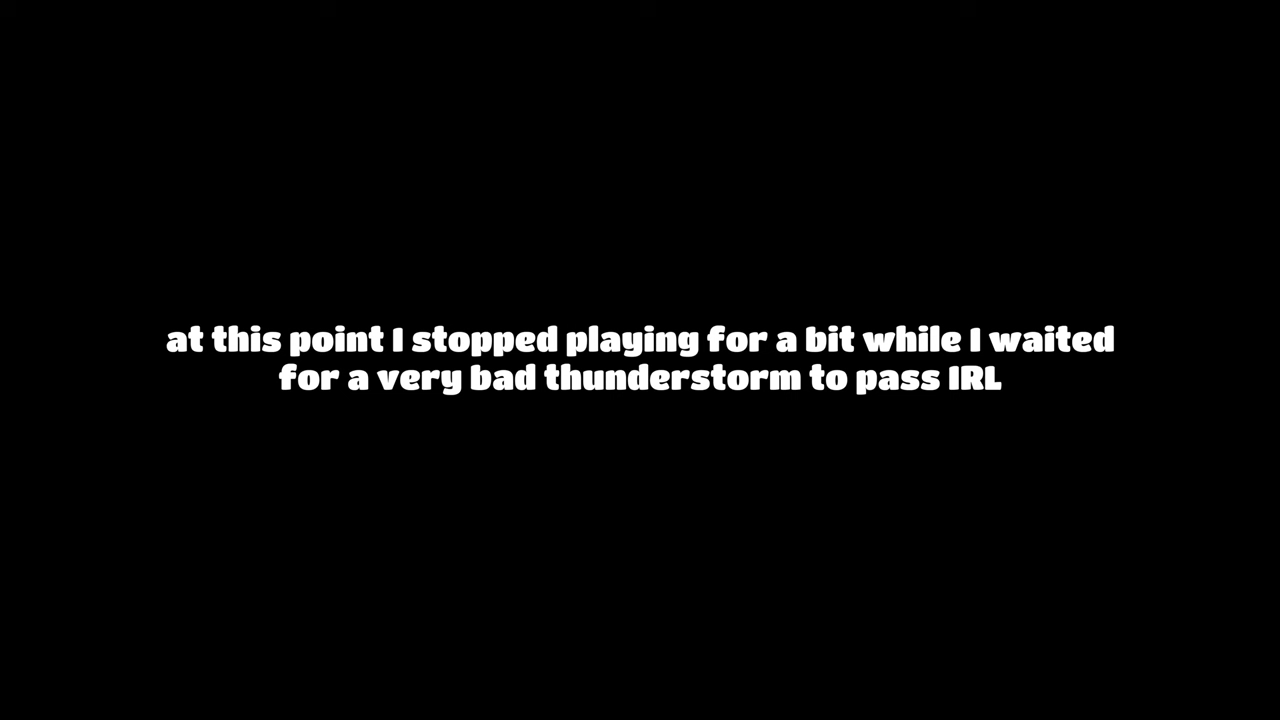 at this point I stopped playing for a bit while I waited
for a very bad thunderstorm to pass IRL